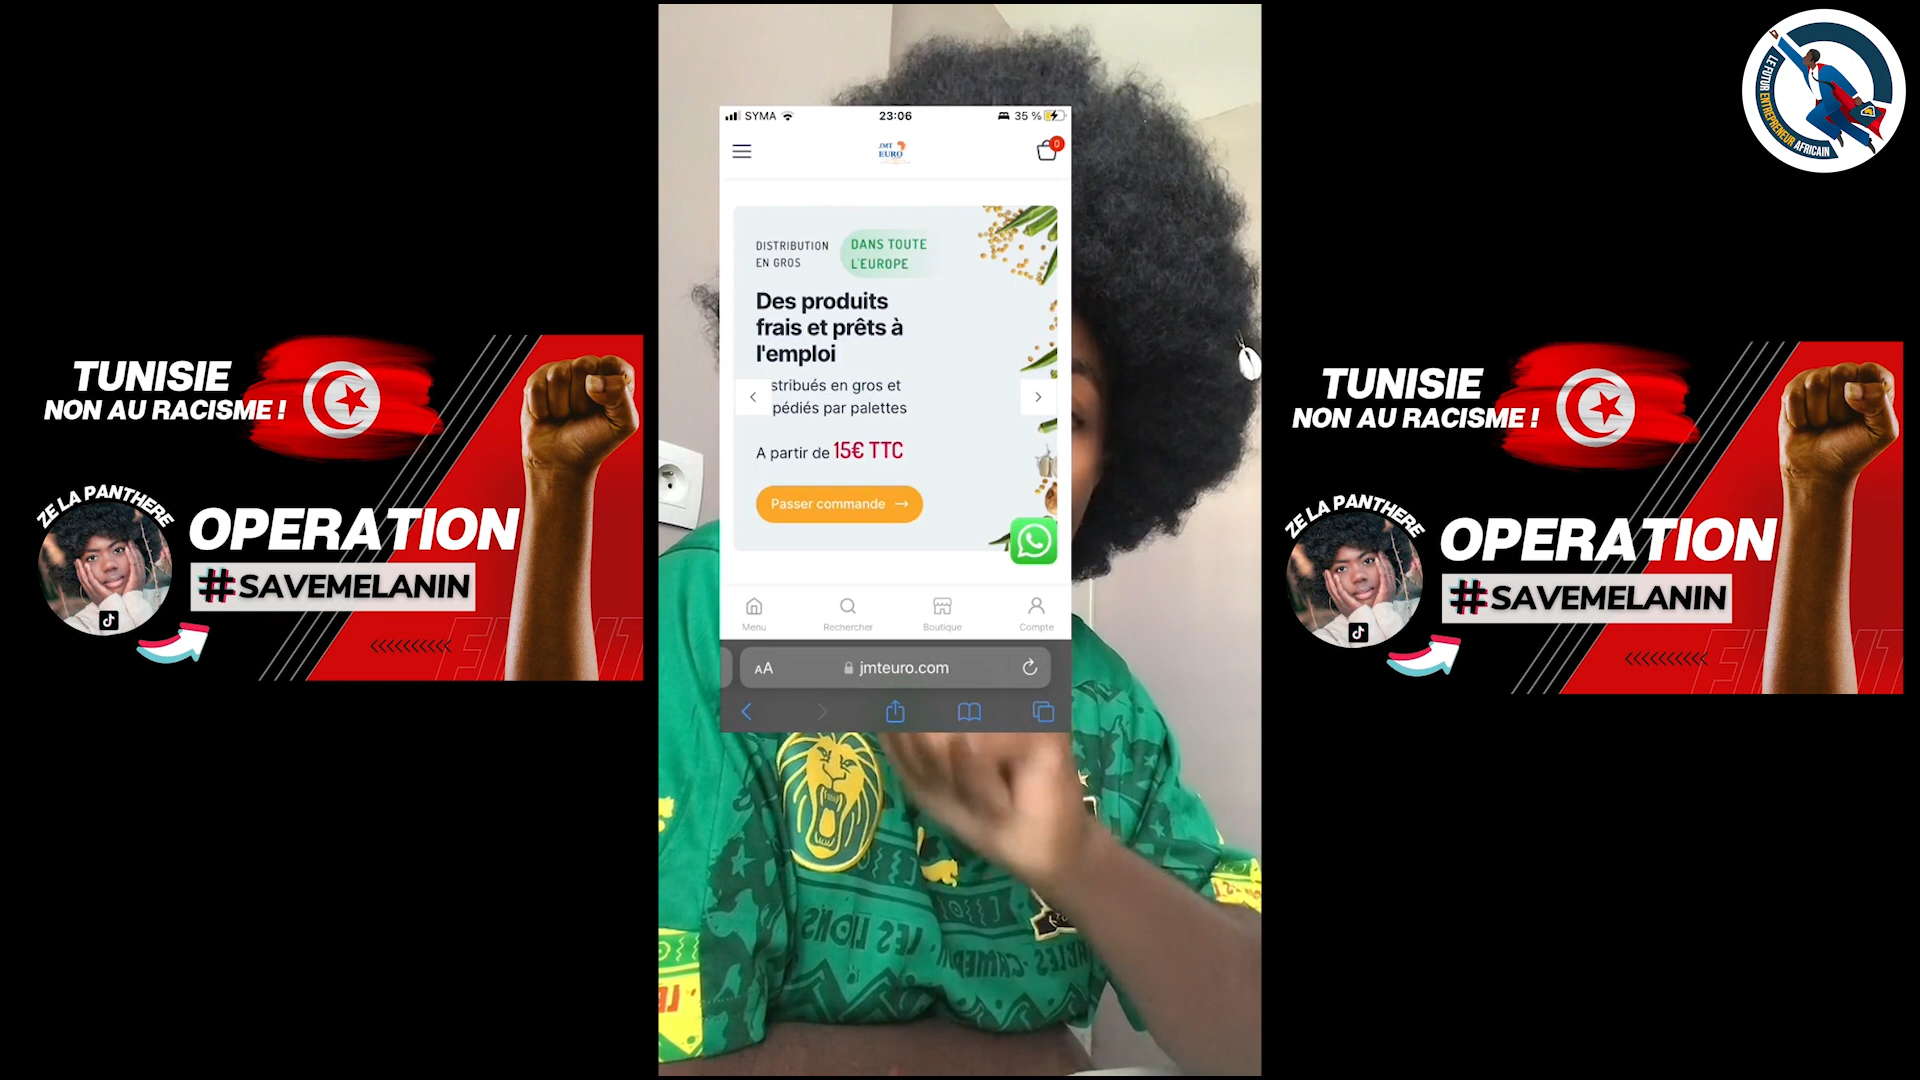 LE FUTUR ENTREPRENEUR AFRICAIN
TUNISIE
NON AU RACISME !
ZE LA PANTHERE
OPERATION
#SAVEMELANIN
<<<<<<<<<<
SYMA
23:06
35 %
JMT
EURO
0
DISTRIBUTION
EN GROS
DANS TOUTE
L'EUROPE
Des produits
frais et prêts à
l'emploi
stribués en gros et
pédiés par palettes
A partir de 15€ TTC
Passer commande →
Menu
Rechercher
Boutique
Compte
AA
jmteuro.com
LES LIONS
TUNISIE
NON AU RACISME !
ZE LA PANTHERE
OPERATION
#SAVEMELANIN
<<<<<<<<<<